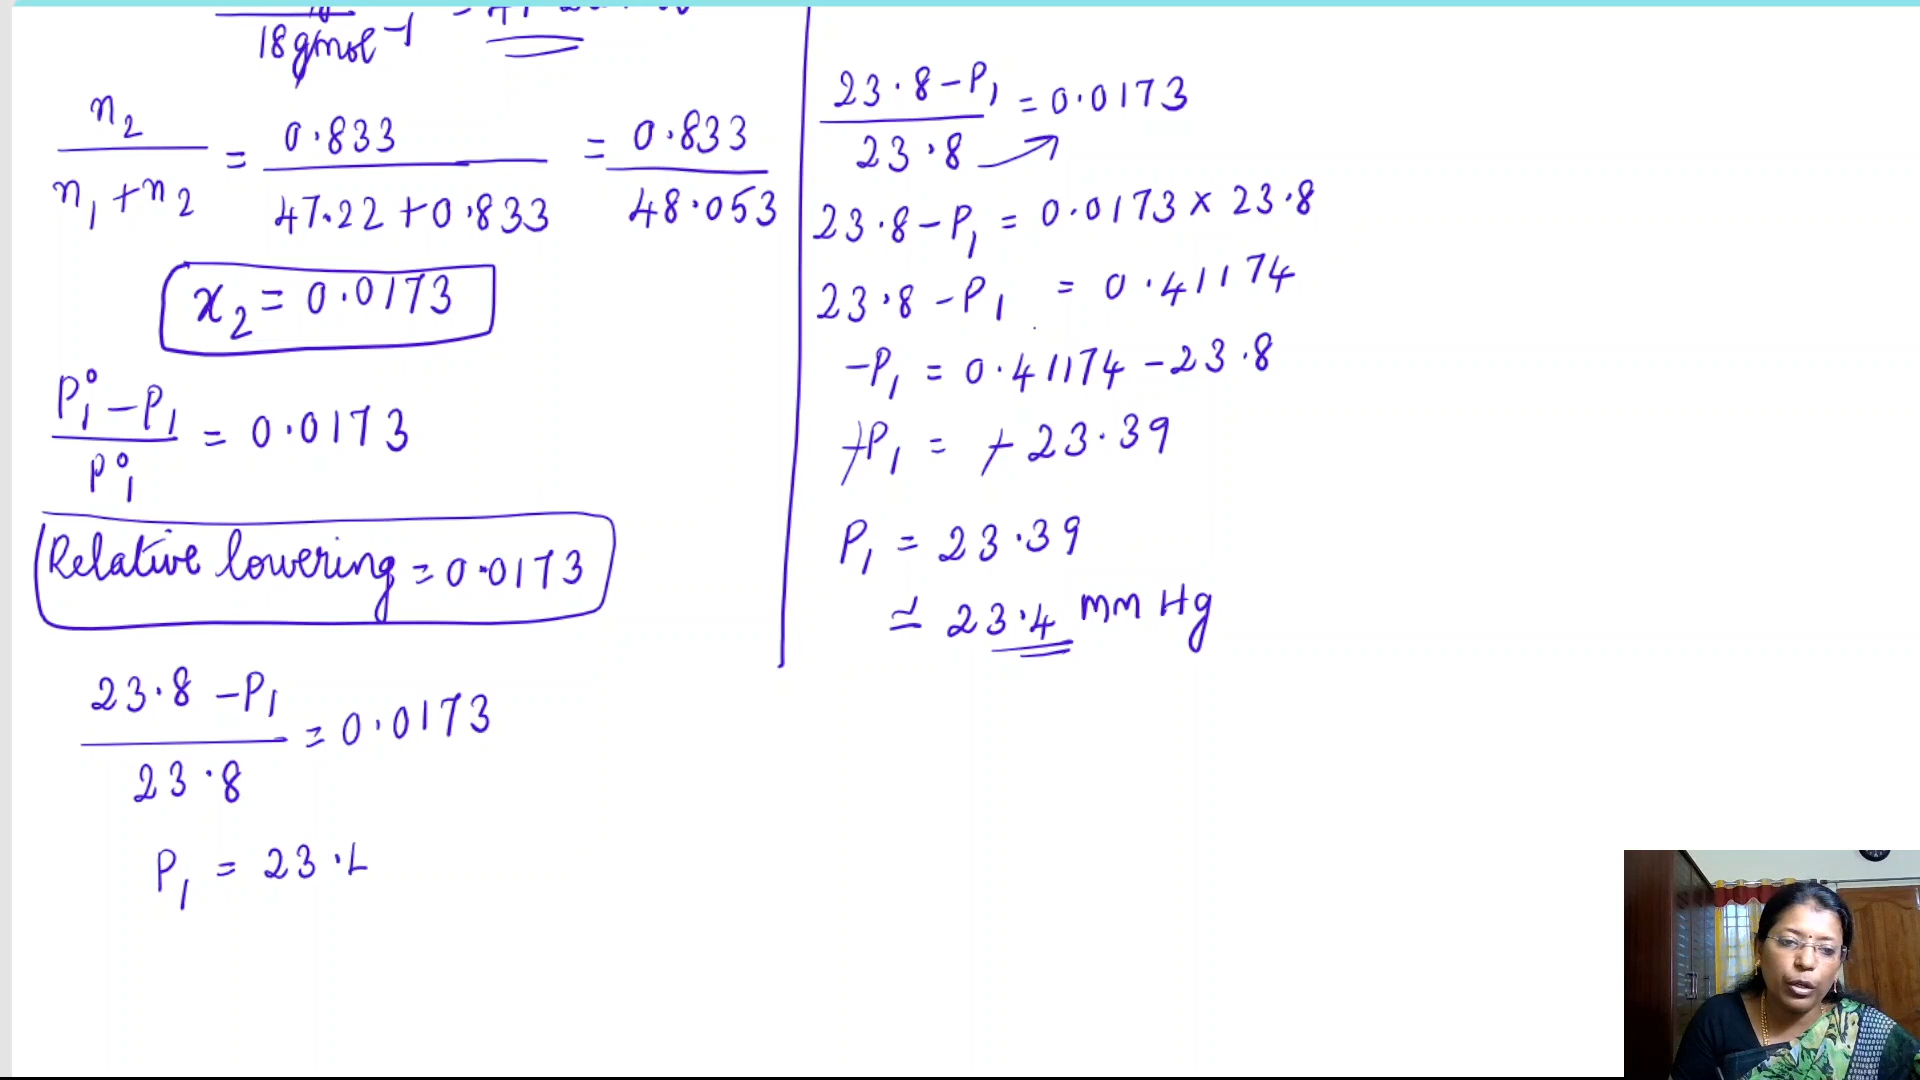 18 gmol⁻¹
n₂ / n₁+n₂ = 0.833 / 47.22+0.833 = 0.833 / 48.053
x₂ = 0.0173
P₁° – P₁ / P₁° = 0.0173
Relative lowering = 0.0173
23.8 – P₁ / 23.8 = 0.0173
P₁ = 23.
23.8 – P₁ / 23.8 = 0.0173
23.8 – P₁ = 0.0173 × 23.8
23.8 – P₁ = 0.41174
–P₁ = 0.41174 – 23.8
–P₁ = –23.39
P₁ = 23.39
≃ 23.4 mm Hg